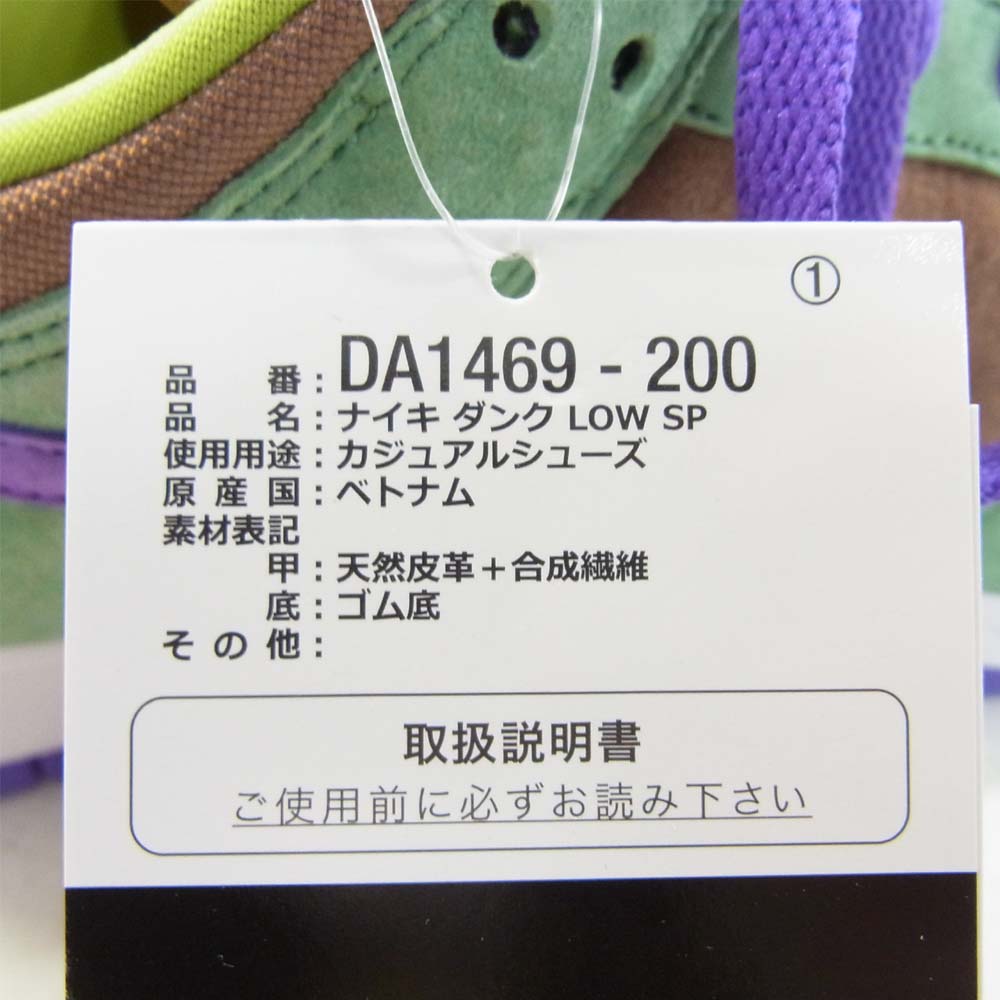 ①
品番：DA1469 - 200
品名：ナイキ ダンク LOW SP
使用用途：カジュアルシューズ
原産国：ベトナム
素材表記
甲：天然皮革＋合成繊維
底：ゴム底
その他：
取扱説明書
ご使用前に必ずお読み下さい